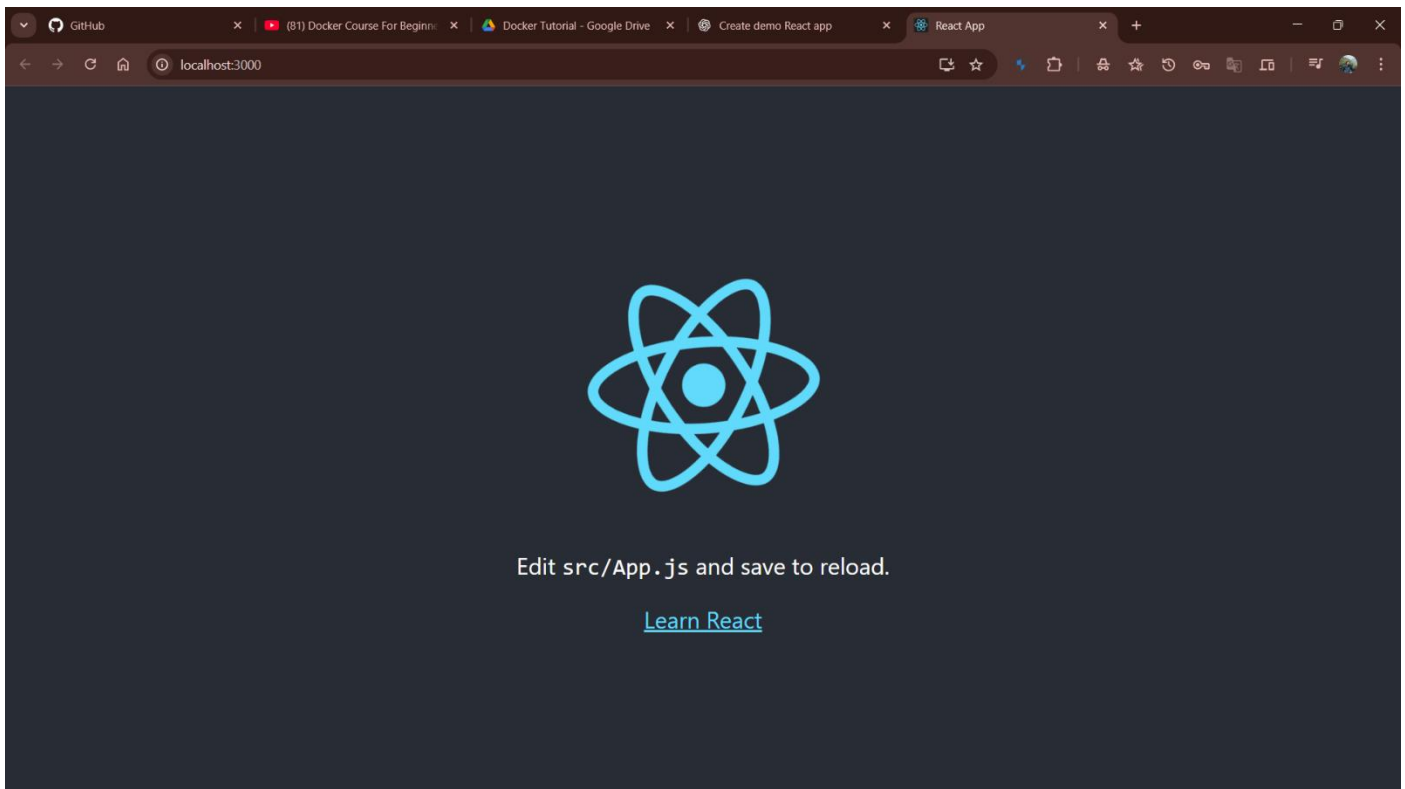 GitHub
(81) Docker Course For Beginne
Docker Tutorial - Google Drive
Create demo React app
React App
localhost:3000
Edit src/App.js and save to reload.
Learn React